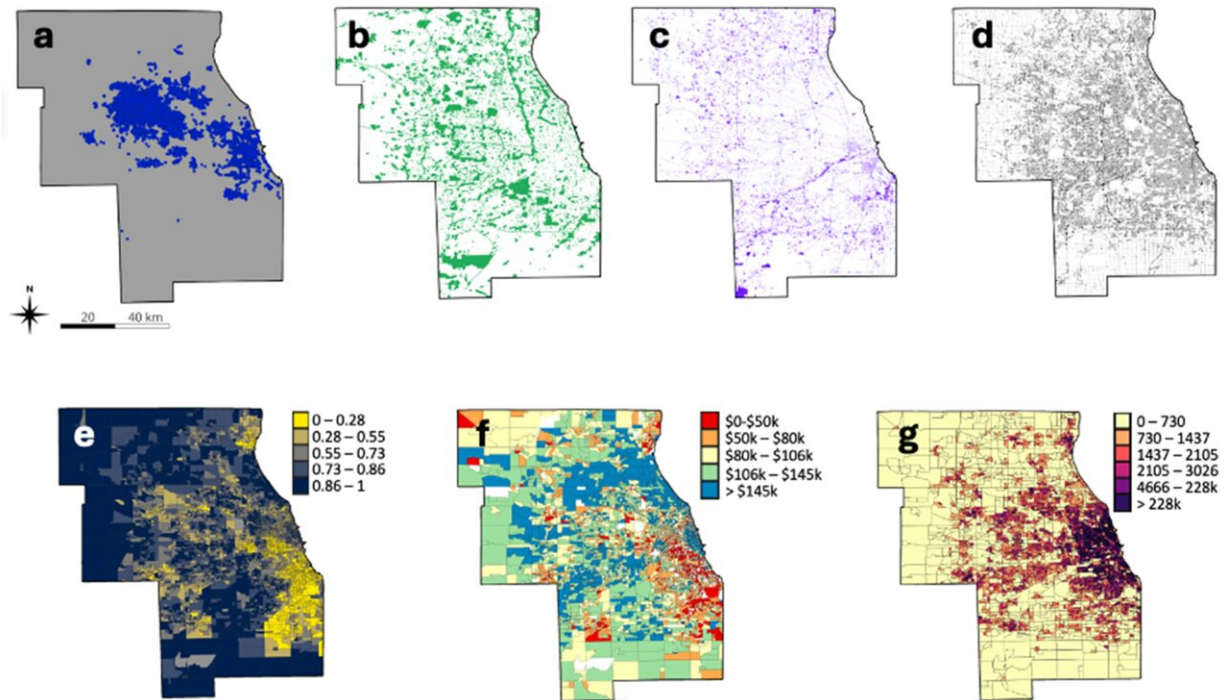 a
b
c
d
N
20 40 km
e
0 – 0.28
0.28 – 0.55
0.55 – 0.73
0.73 – 0.86
0.86 – 1
f
$0-$50k
$50k – $80k
$80k – $106k
$106k – $145k
> $145k
g
0 – 730
730 – 1437
1437 – 2105
2105 – 3026
4666 – 228k
> 228k